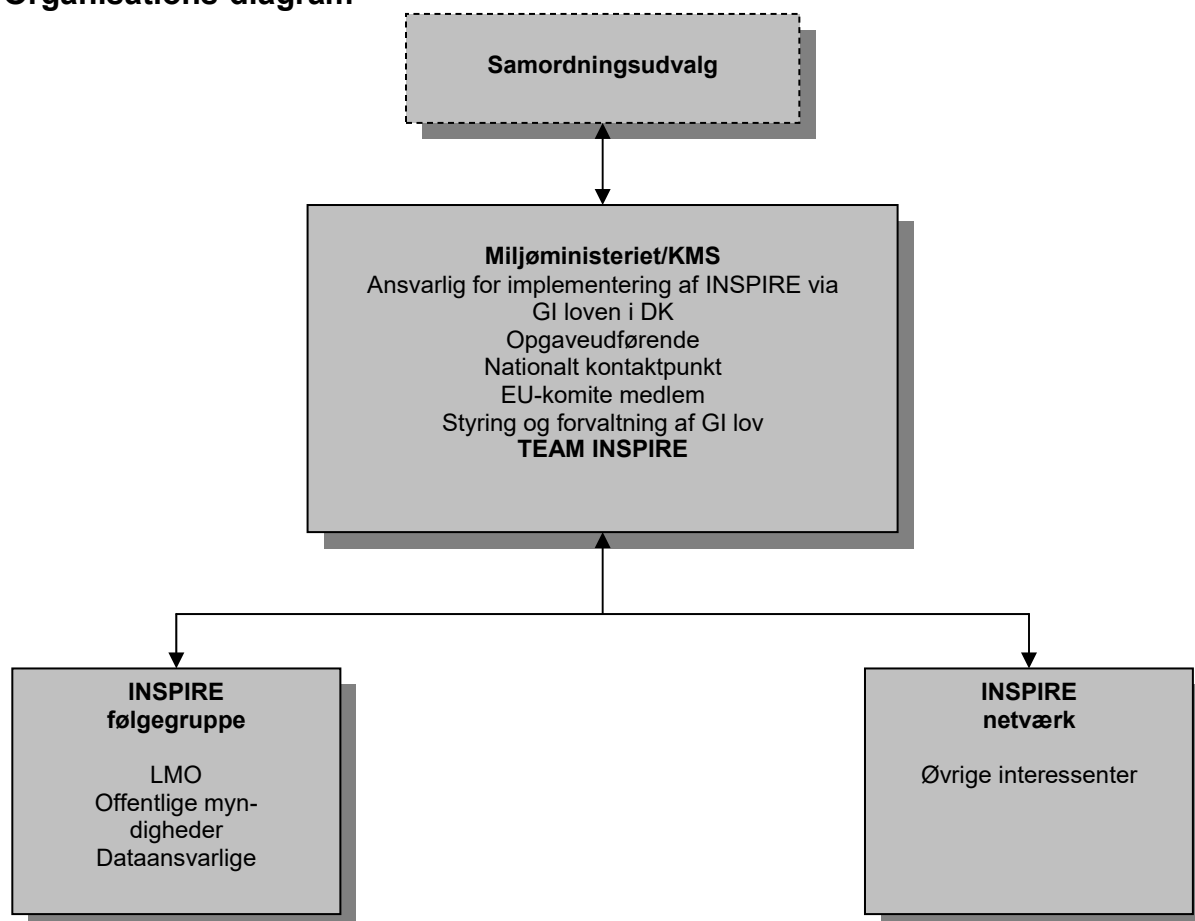 Organisations-diagram
Samordningsudvalg
Miljøministeriet/KMS
Ansvarlig for implementering af INSPIRE via
GI loven i DK
Opgaveudførende
Nationalt kontaktpunkt
EU-komite medlem
Styring og forvaltning af GI lov
TEAM INSPIRE
INSPIRE
følgegruppe
LMO
Offentlige myn-
digheder
Dataansvarlige
INSPIRE
netværk
Øvrige interessenter